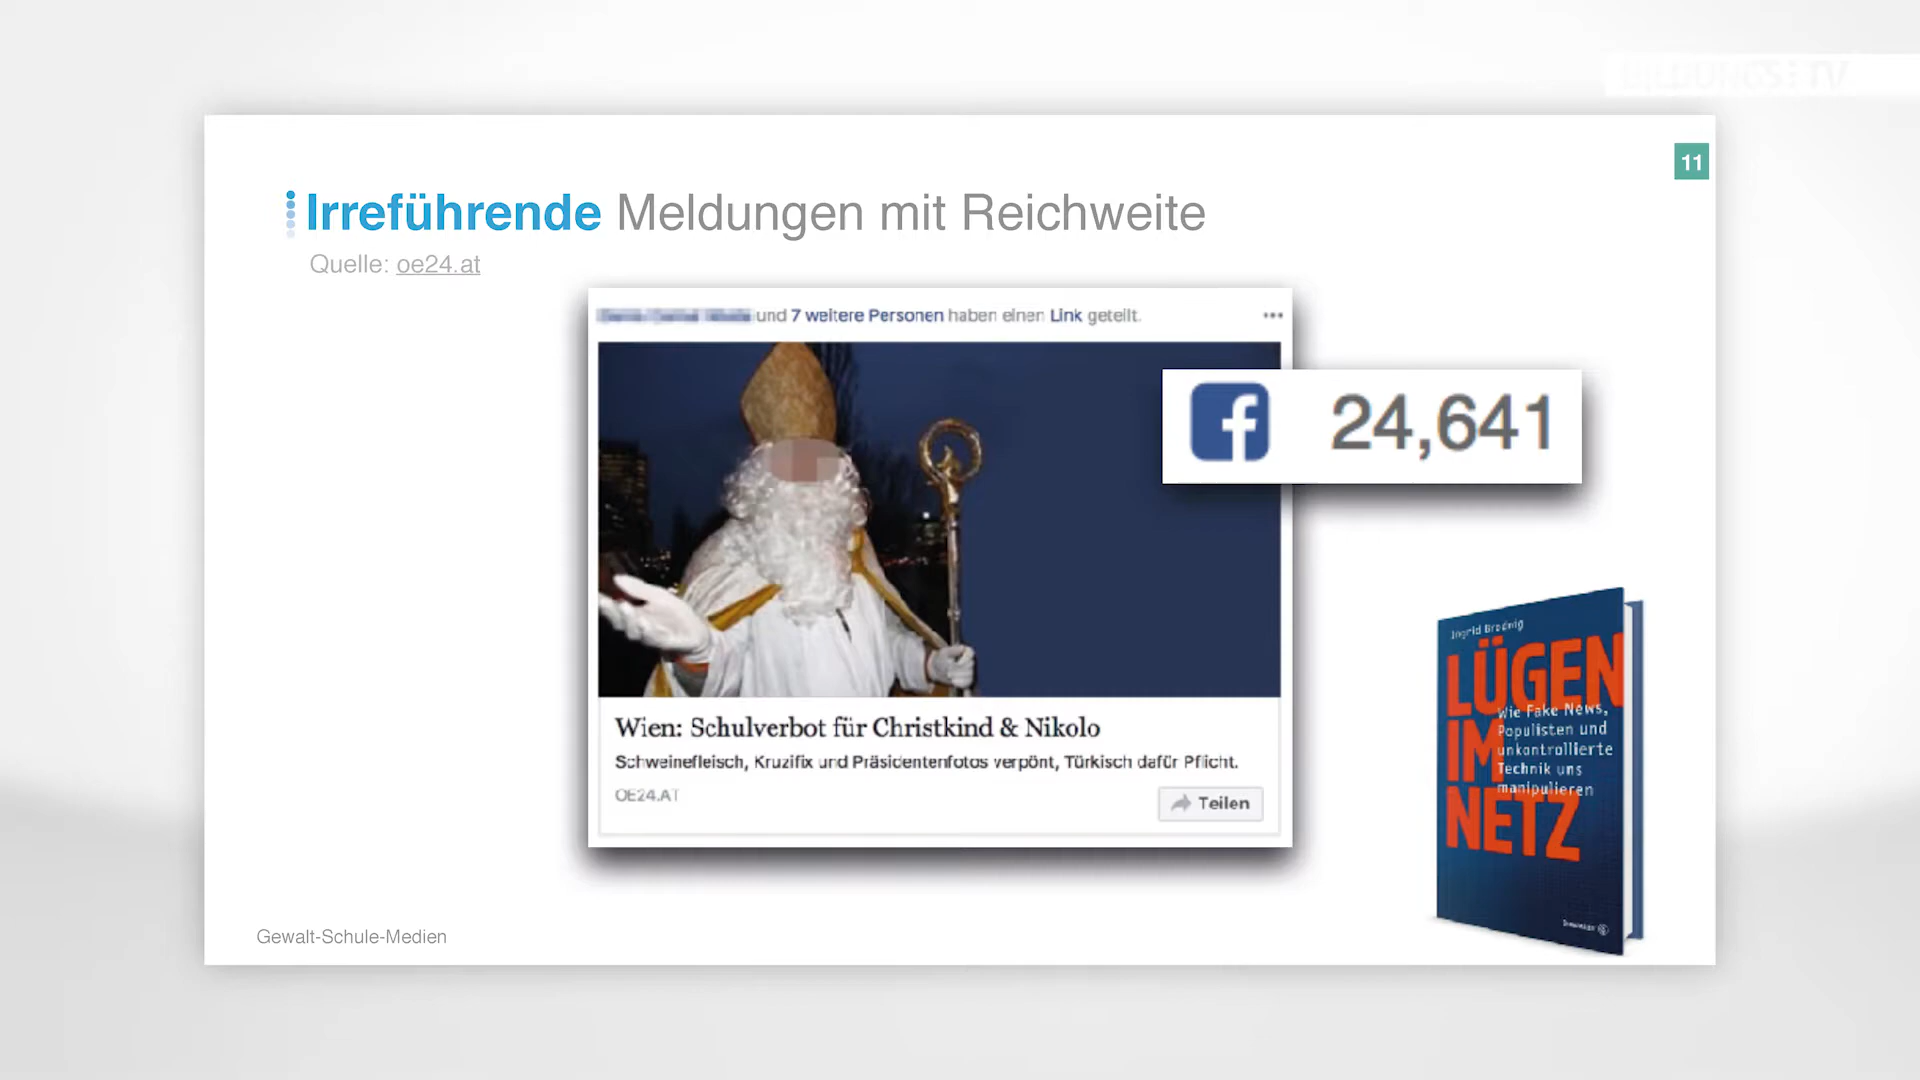 BILDUNGSTV
11
Irreführende Meldungen mit Reichweite
Quelle: oe24.at
und 7 weitere Personen haben einen Link geteilt.
24,641
Wien: Schulverbot für Christkind & Nikolo
Schweinefleisch, Kruzifix und Präsidentenfotos verpönt, Türkisch dafür Pflicht.
OE24.AT
Teilen
Ingrid Brodnig
LÜGEN
IM
NETZ
Wie Fake News,
Populisten und
unkontrollierte
Technik uns
manipulieren
Gewalt-Schule-Medien